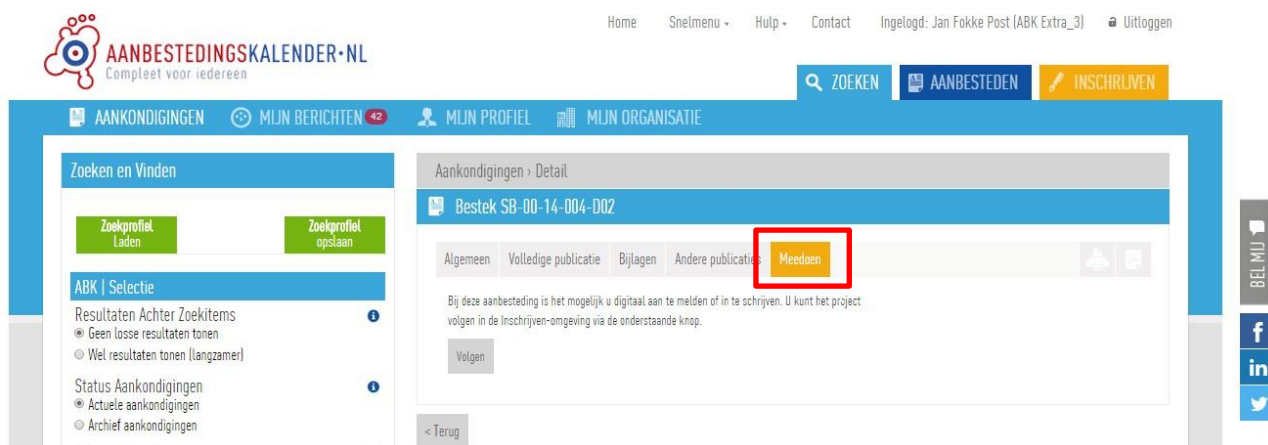 Home Snelmenu Hulp Contact Ingelogd: Jan Fokke Post (ABK Extra_3) Uitloggen
AANBESTEDINGSKALENDER•NL
Compleet voor iedereen
ZOEKEN AANBESTEDEN INSCHRIJVEN
AANKONDIGINGEN MIJN BERICHTEN 42 MIJN PROFIEL MIJN ORGANISATIE
Zoeken en Vinden
Zoekprofiel Laden
Zoekprofiel opslaan
ABK | Selectie
Resultaten Achter Zoekitems
Geen losse resultaten tonen
Wel resultaten tonen (langzamer)
Status Aankondigingen
Actuele aankondigingen
Archief aankondigingen
Aankondigingen › Detail
Bestek SB-00-14-004-D02
Algemeen Volledige publicatie Bijlagen Andere publicaties Meedoen
Bij deze aanbesteding is het mogelijk u digitaal aan te melden of in te schrijven. U kunt het project
volgen in de Inschrijven-omgeving via de onderstaande knop.
Volgen
< Terug
BEL MIJ
f
in